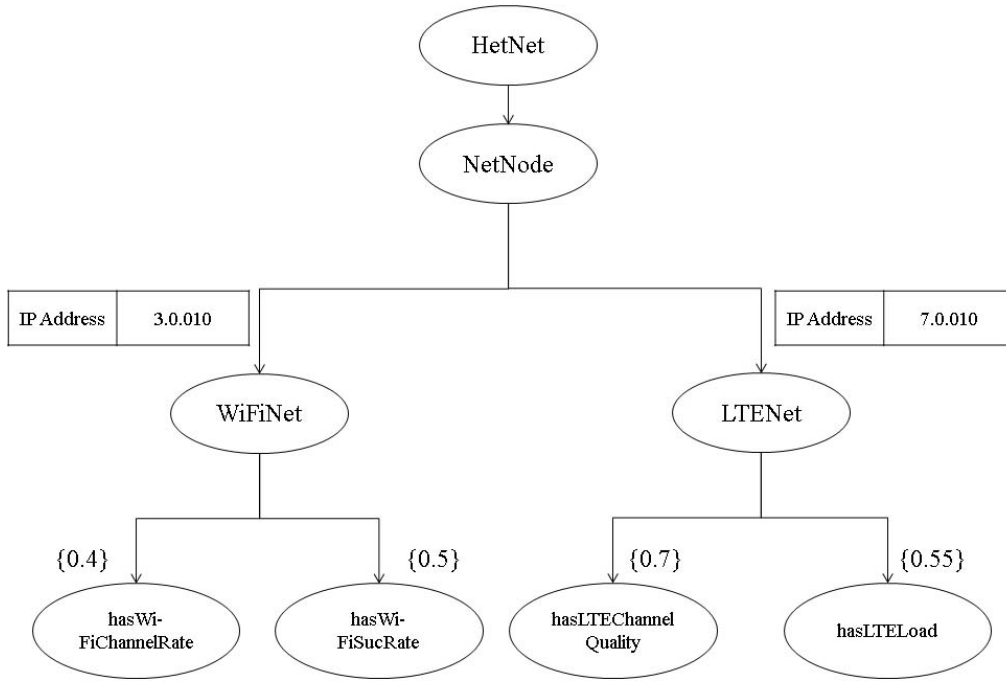 HetNet
NetNode
IP Address 3.0.010
IP Address 7.0.010
WiFiNet
LTENet
{0.4}
{0.5}
{0.7}
{0.55}
hasWi-
FiChannelRate
hasWi-
FiSucRate
hasLTEChannel
Quality
hasLTELoad